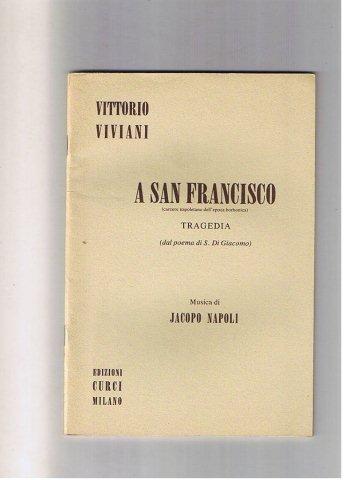 VITTORIO
VIVIANI
A SAN FRANCISCO
(carcere napoletano dell'epoca borbonica)
TRAGEDIA
(dal poema di S. Di Giacomo)
Musica di
JACOPO NAPOLI
EDIZIONI
CURCI
MILANO